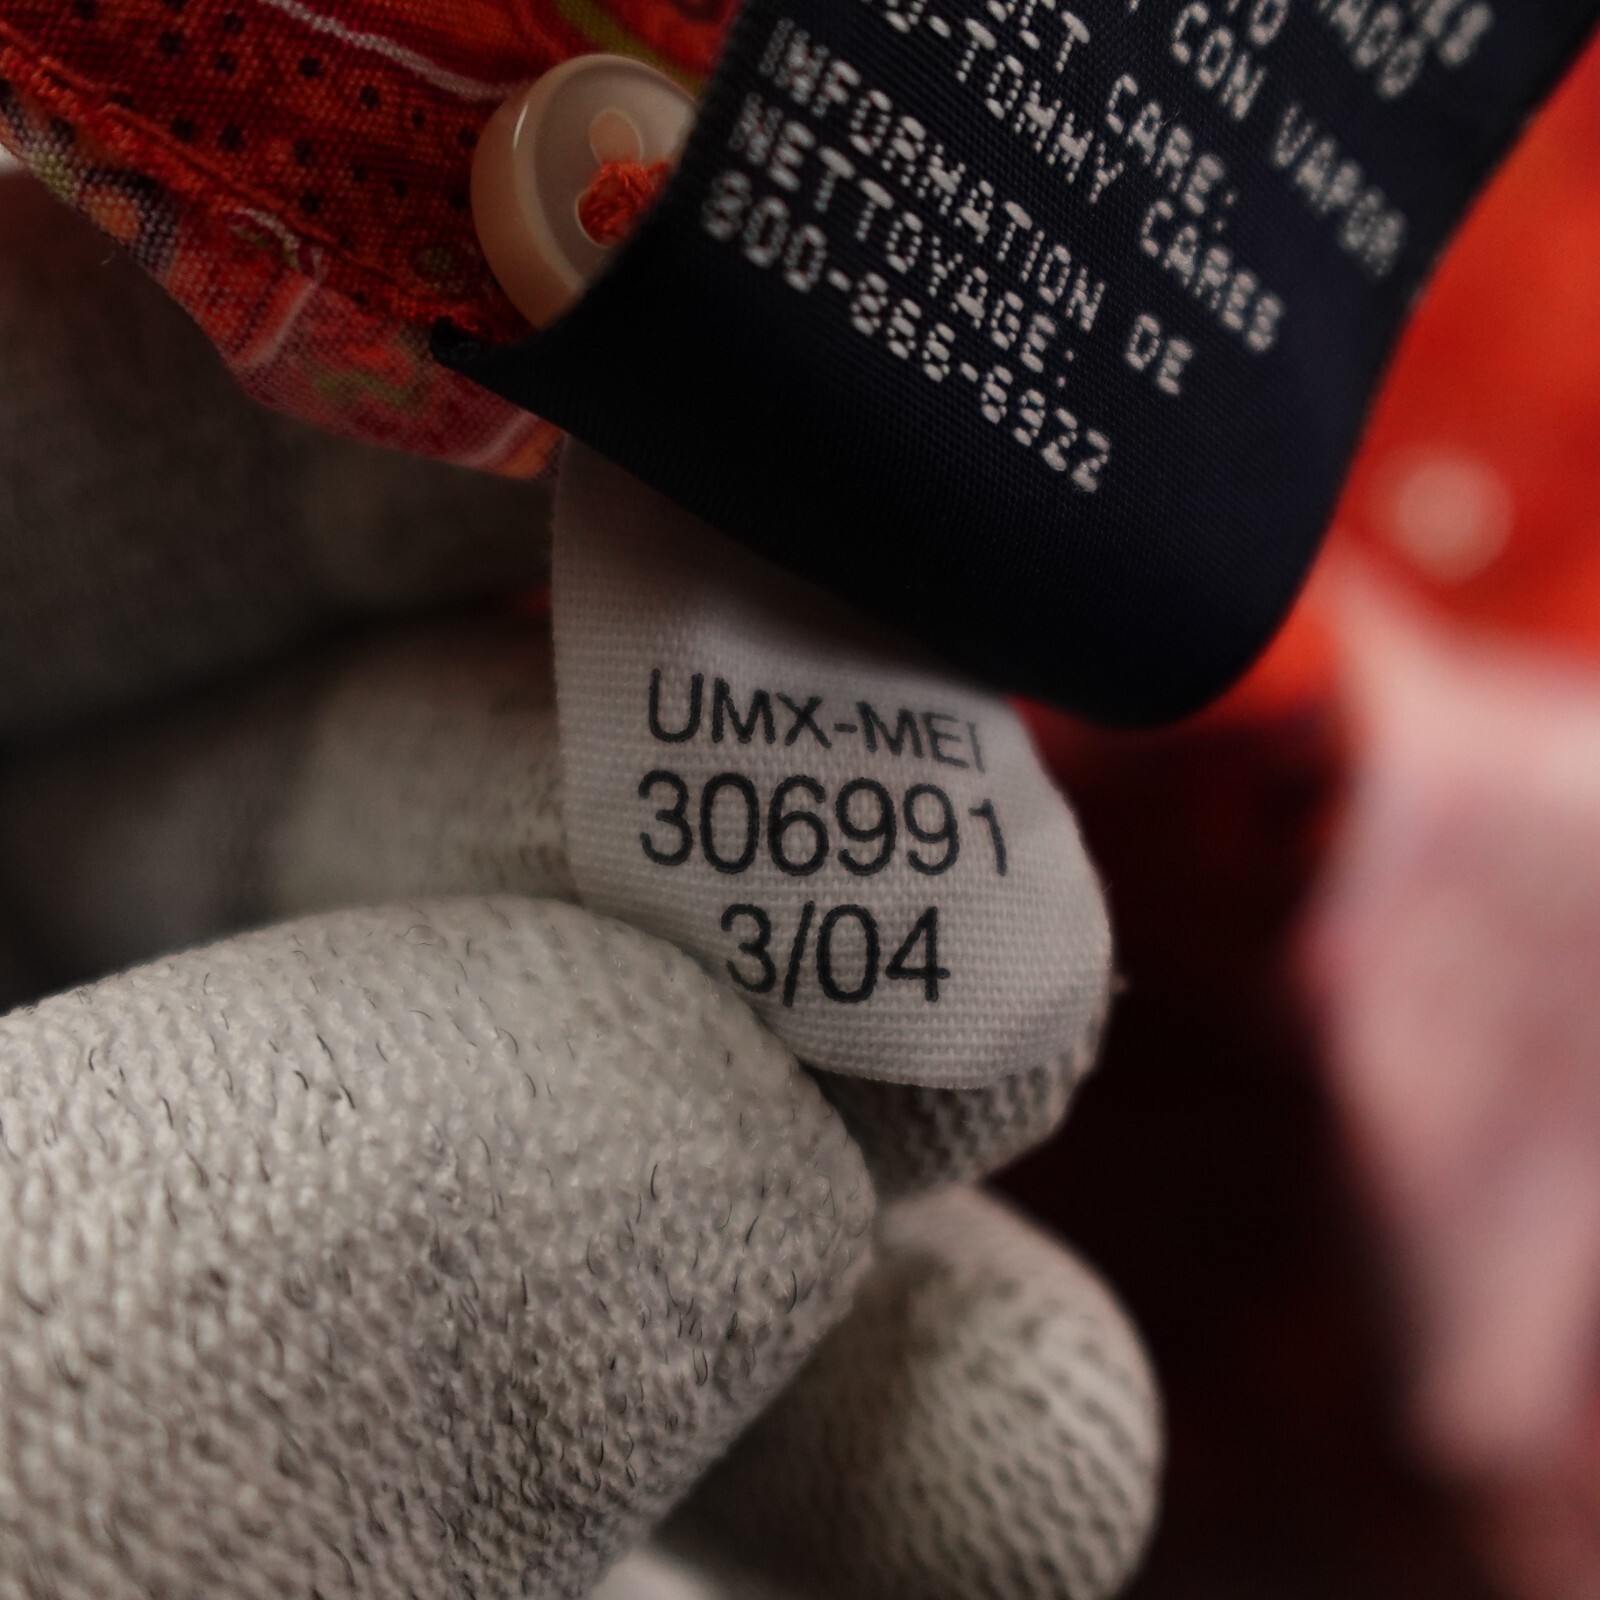 CON VAPOR
CARE:
-TOMMY CARES
INFORMATION DE
NETTOYAGE:
800-866-6922
UMX-MEI
306991
3/04